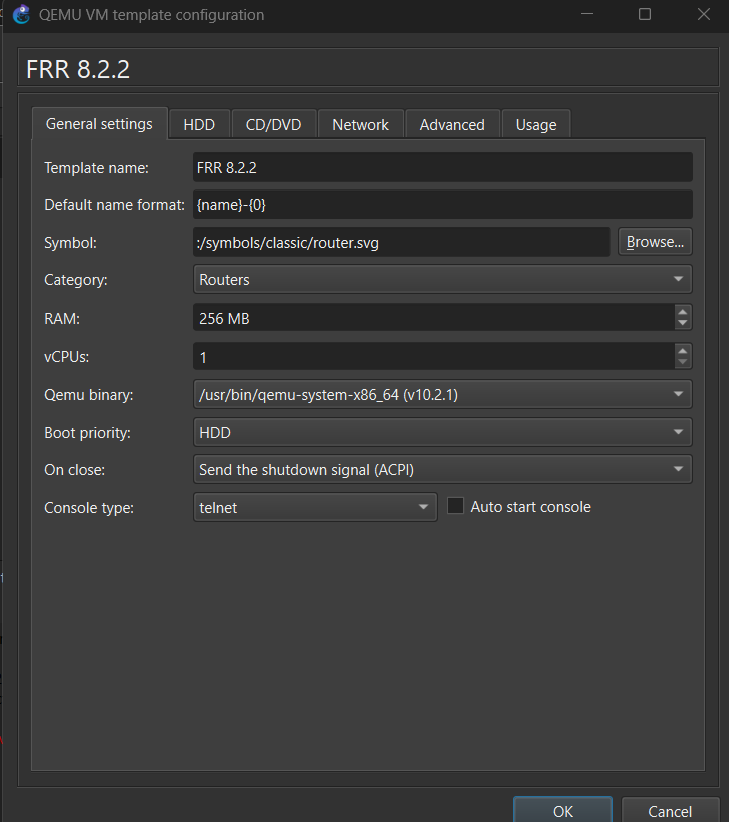 QEMU VM template configuration
FRR 8.2.2
General settings HDD CD/DVD Network Advanced Usage
Template name: FRR 8.2.2
Default name format: {name}-{0}
Symbol: :/symbols/classic/router.svg Browse...
Category: Routers
RAM: 256 MB
vCPUs: 1
Qemu binary: /usr/bin/qemu-system-x86_64 (v10.2.1)
Boot priority: HDD
On close: Send the shutdown signal (ACPI)
Console type: telnet Auto start console
OK Cancel